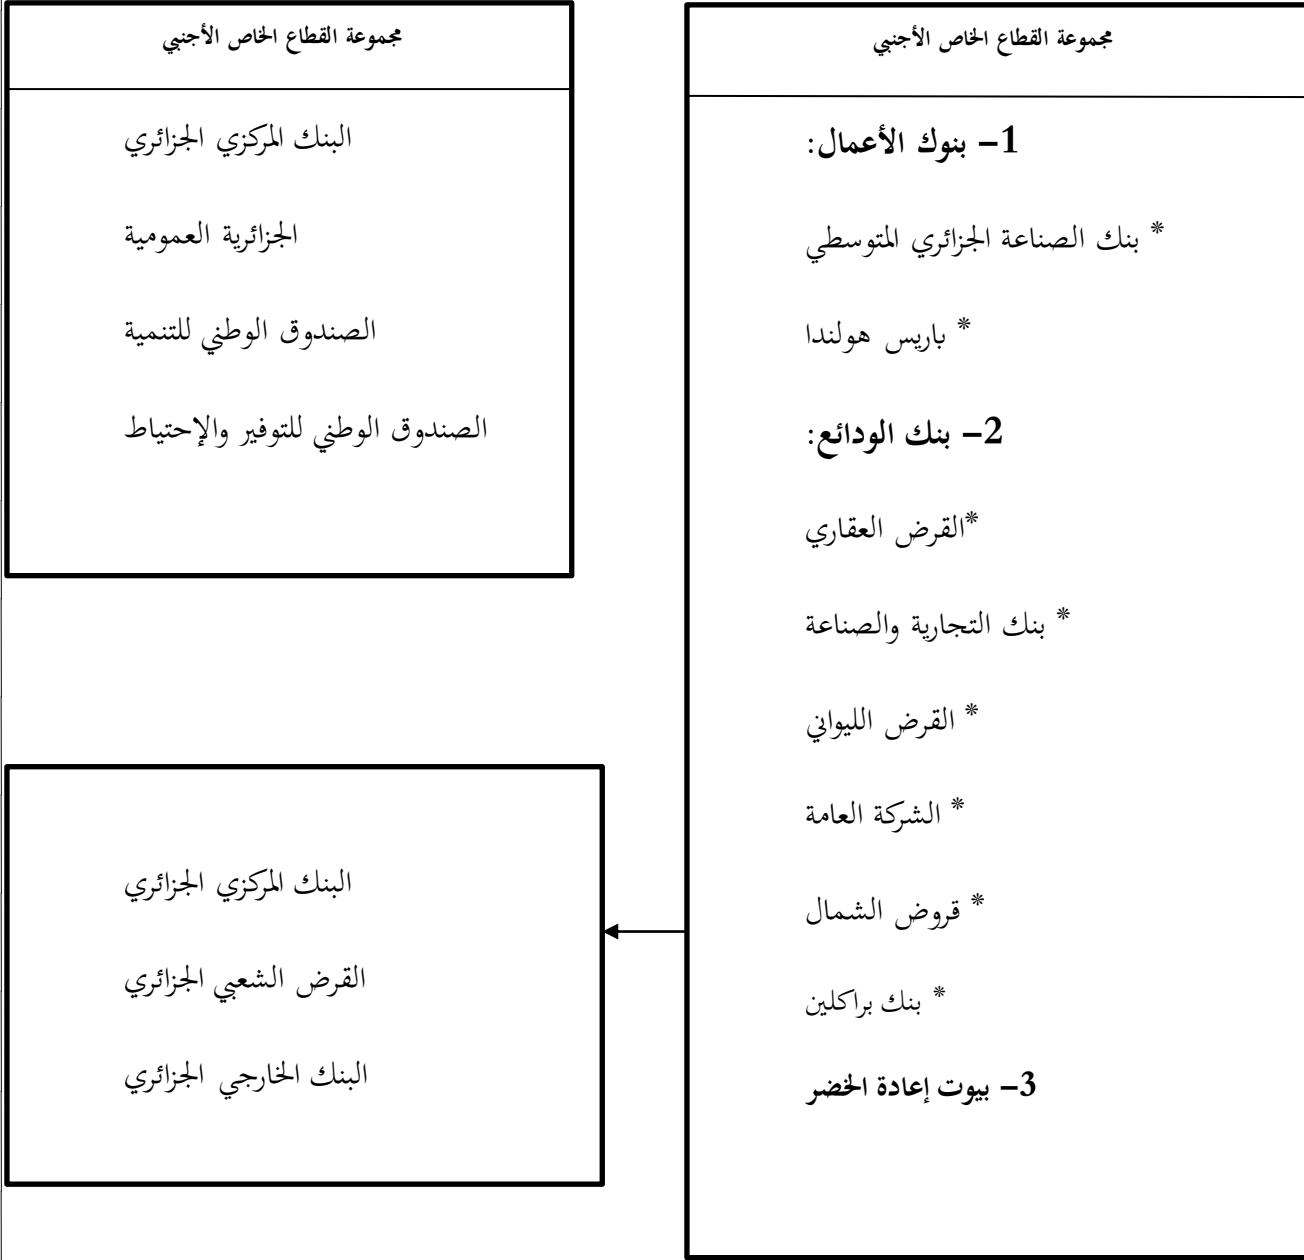 مجموعة القطاع الخاص الأجنبي
1– بنوك الأعمال:
* بنك الصناعة الجزائري المتوسطي
* باريس هولندا
2– بنك الودائع:
*القرض العقاري
* بنك التجارية والصناعة
* القرض الليواني
* الشركة العامة
* قروض الشمال
* بنك براكلين
3– بيوت إعادة الخضر
مجموعة القطاع الخاص الأجنبي
البنك المركزي الجزائري
الجزائرية العمومية
الصندوق الوطني للتنمية
الصندوق الوطني للتوفير والإحتياط
البنك المركزي الجزائري
القرض الشعبي الجزائري
البنك الخارجي الجزائري